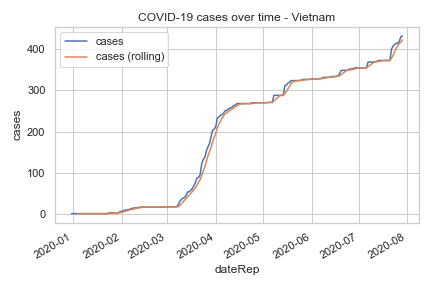 COVID-19 cases over time - Vietnam
cases
cases (rolling)
400
300
200
100
0
cases
2020-01
2020-02
2020-03
2020-04
2020-05
2020-06
2020-07
2020-08
dateRep